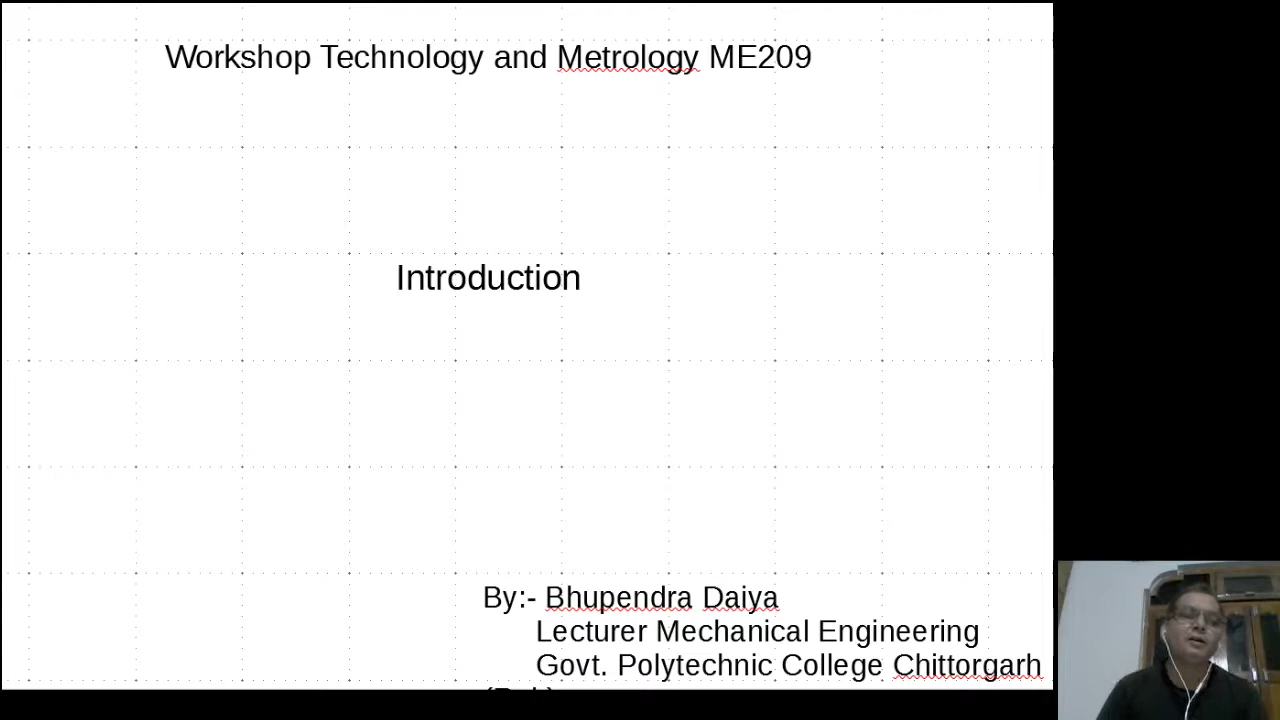 Workshop Technology and Metrology ME209
Introduction
By:- Bhupendra Daiya
Lecturer Mechanical Engineering
Govt. Polytechnic College Chittorgarh